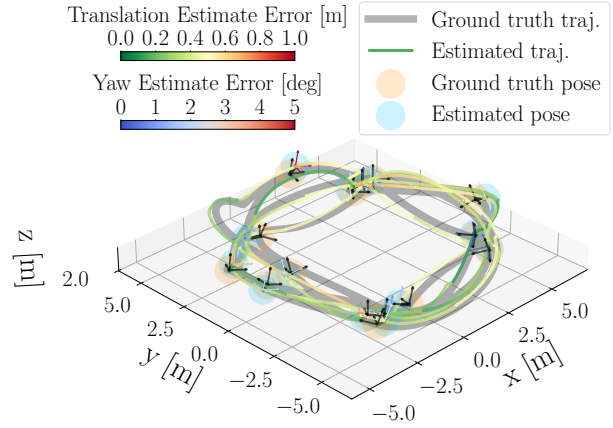 Translation Estimate Error [m]
0.0 0.2 0.4 0.6 0.8 1.0
Yaw Estimate Error [deg]
0 1 2 3 4 5
Ground truth traj.
Estimated traj.
Ground truth pose
Estimated pose
z [m]
2.0
5.0
2.5
0.0
−2.5
−5.0
y [m]
−5.0
−2.5
0.0
2.5
5.0
x [m]